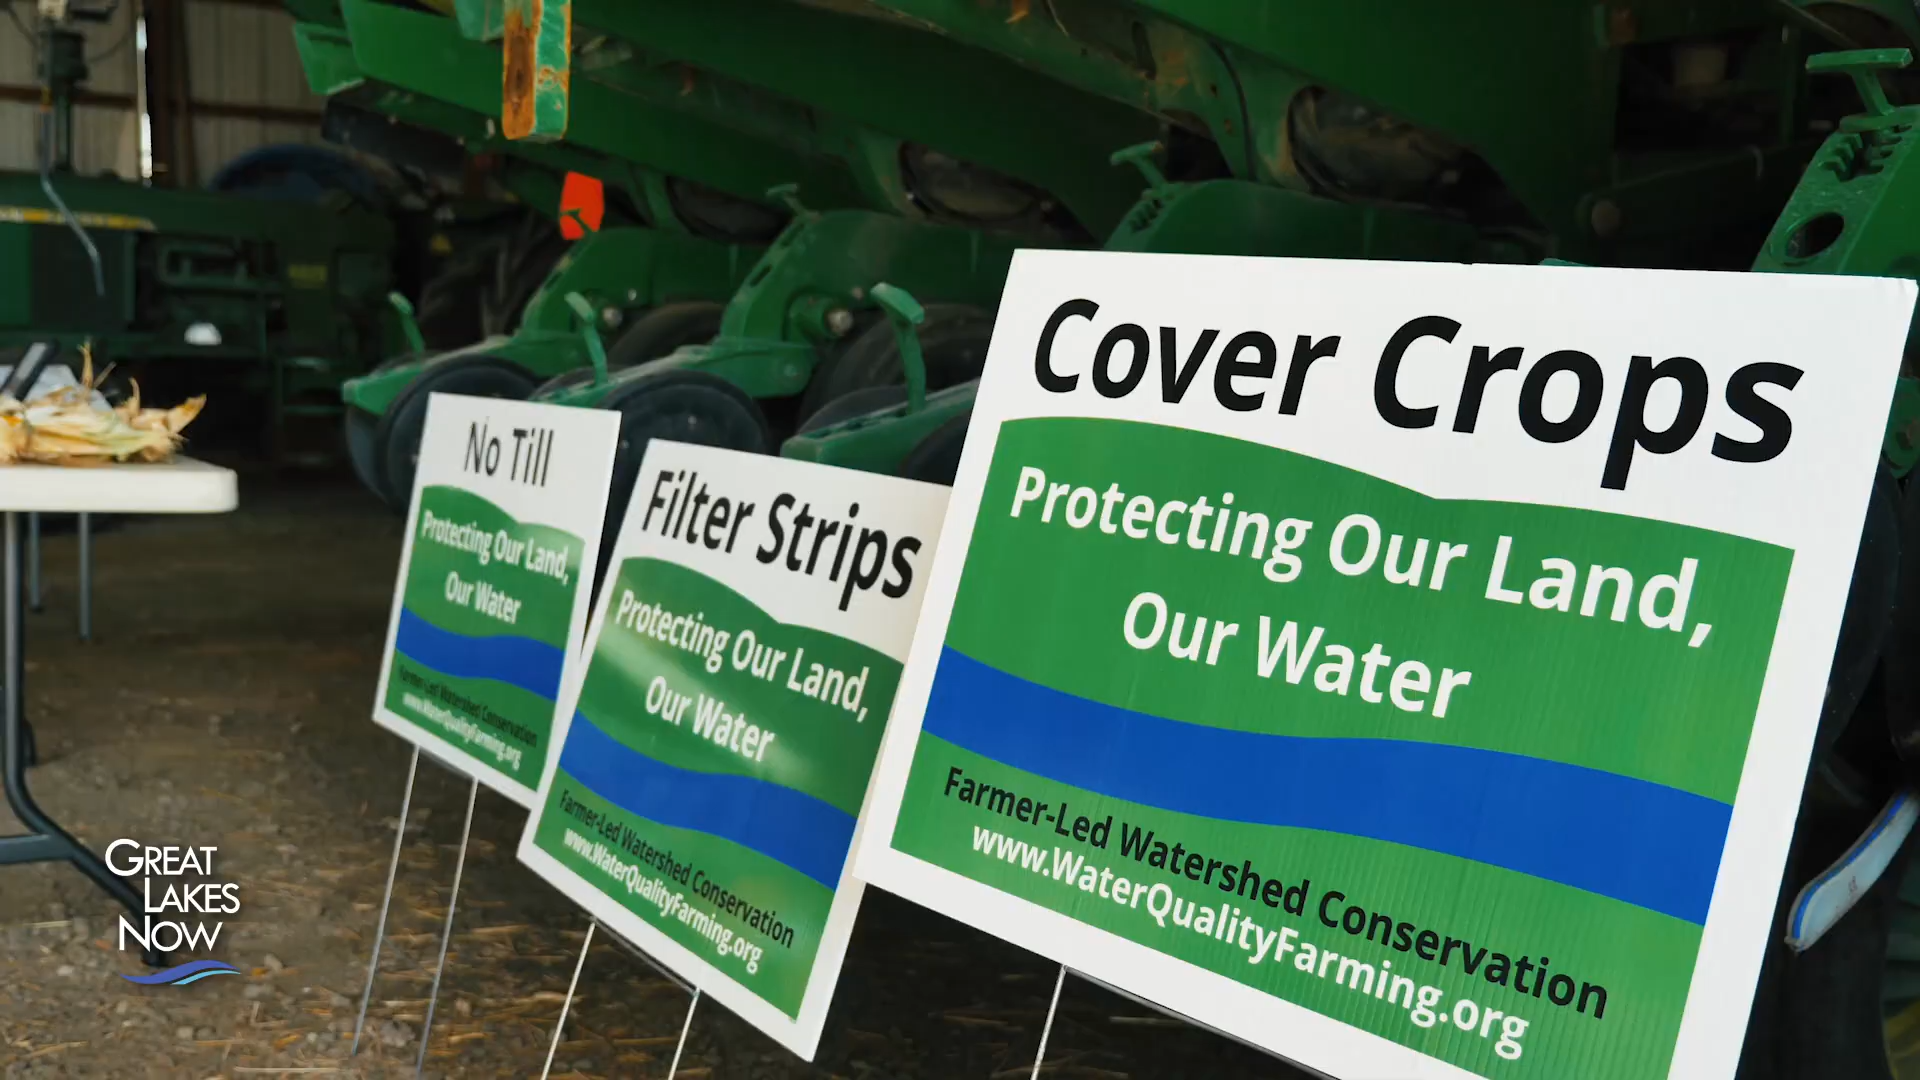 No Till
Protecting Our Land,
Our Water
Farmer-Led Watershed Conservation
www.WaterQualityFarming.org
Filter Strips
Protecting Our Land,
Our Water
Farmer-Led Watershed Conservation
www.WaterQualityFarming.org
Cover Crops
Protecting Our Land,
Our Water
Farmer-Led Watershed Conservation
www.WaterQualityFarming.org
GREAT
LAKES
NOW